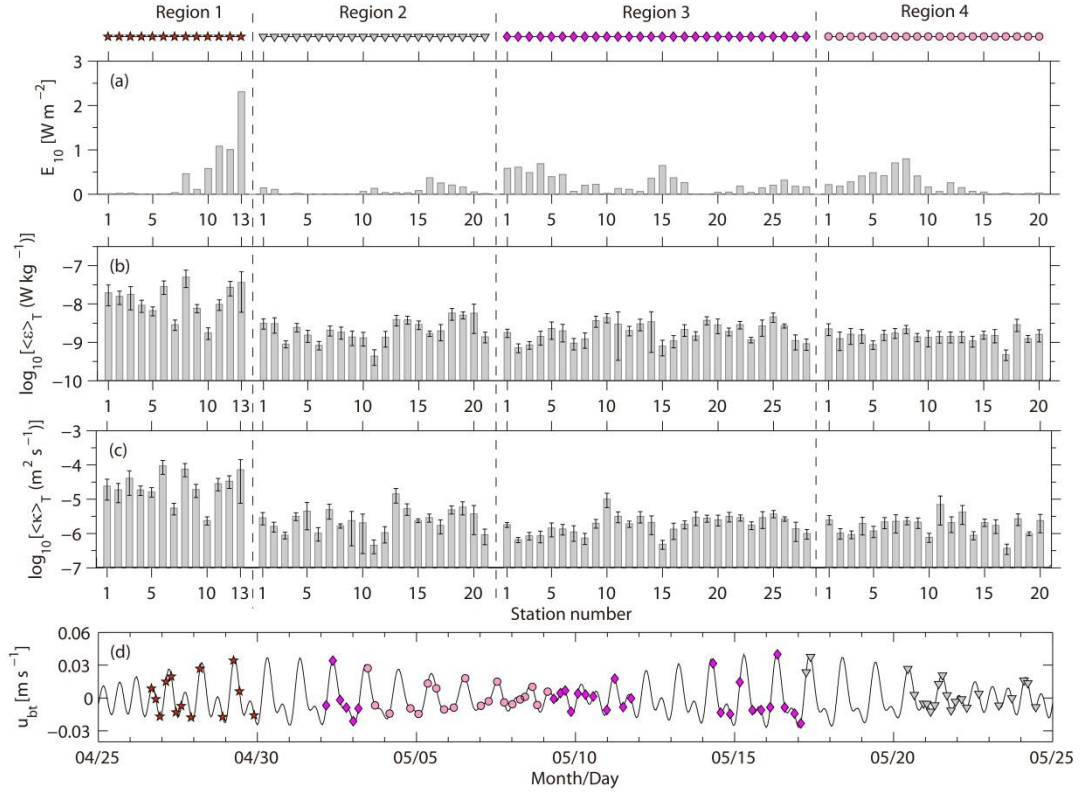 Region 1 Region 2 Region 3 Region 4
(a)
E10 [W m−2]
3
2
1
0
1 5 10 13 1 5 10 15 20 1 5 10 15 20 25 1 5 10 15 20
(b)
log10 [<ε>T (W kg−1)]
−7
−8
−9
−10
1 5 10 13 1 5 10 15 20 1 5 10 15 20 25 1 5 10 15 20
(c)
log10 [<κ>T (m2 s−1)]
−3
−4
−5
−6
−7
1 5 10 13 1 5 10 15 20 1 5 10 15 20 25 1 5 10 15 20
Station number
(d)
ubt [m s−1]
0.06
0.03
0
−0.03
04/25 04/30 05/05 05/10 05/15 05/20 05/25
Month/Day